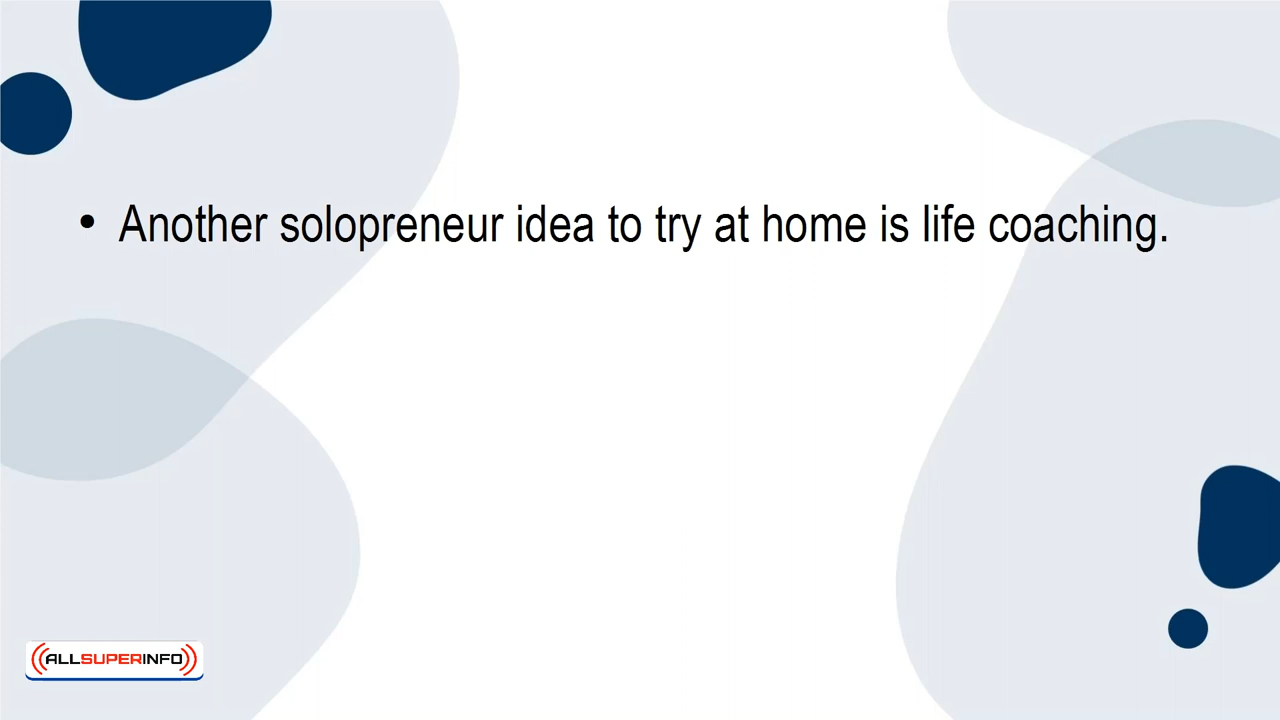 • Another solopreneur idea to try at home is life coaching.
ALLSUPERINFO